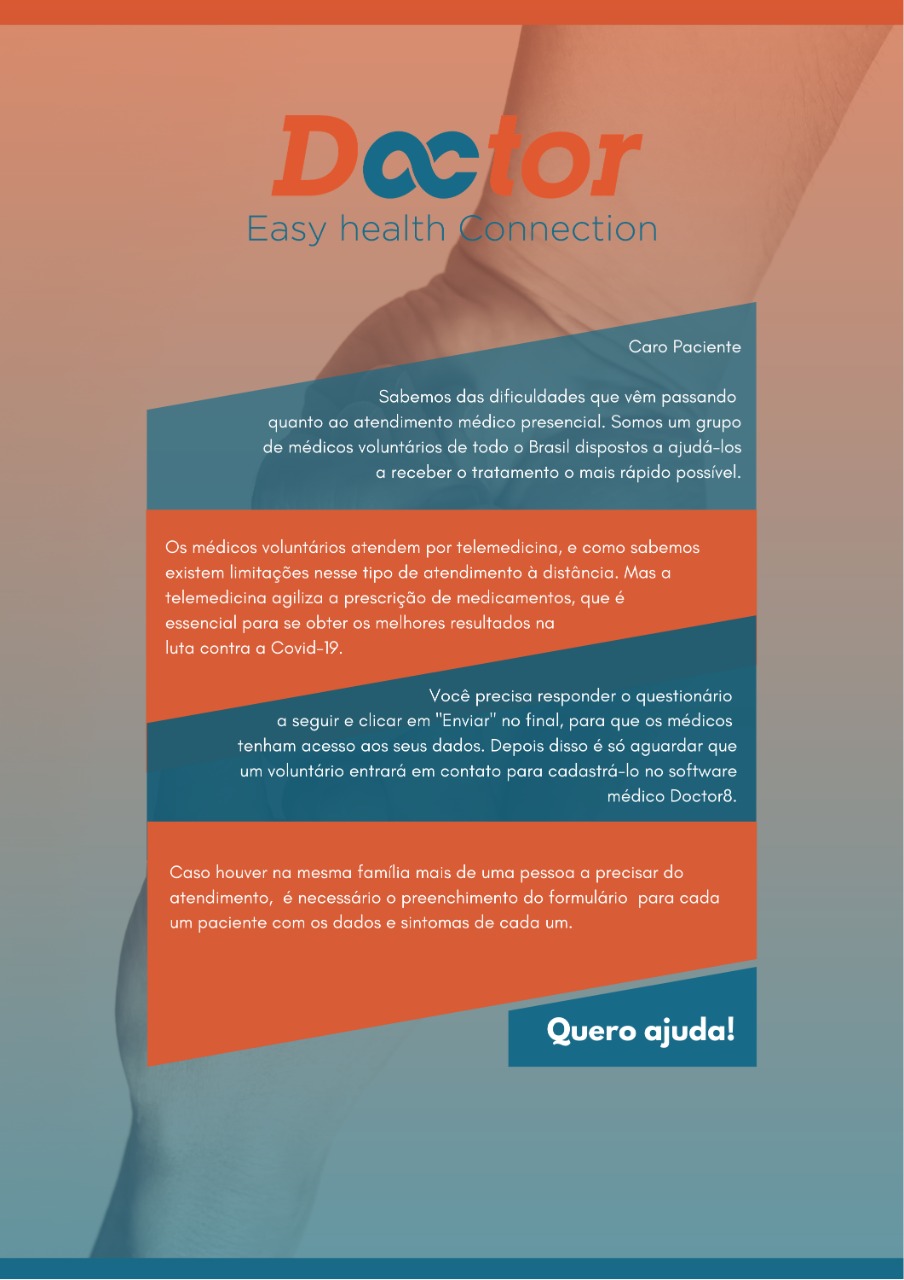 Doctor
Easy health Connection
Caro Paciente
Sabemos das dificuldades que vêm passando
quanto ao atendimento médico presencial. Somos um grupo
de médicos voluntários de todo o Brasil dispostos a ajudá-los
a receber o tratamento o mais rápido possível.
Os médicos voluntários atendem por telemedicina, e como sabemos
existem limitações nesse tipo de atendimento à distância. Mas a
telemedicina agiliza a prescrição de medicamentos, que é
essencial para se obter os melhores resultados na
luta contra a Covid-19.
Você precisa responder o questionário
a seguir e clicar em "Enviar" no final, para que os médicos
tenham acesso aos seus dados. Depois disso é só aguardar que
um voluntário entrará em contato para cadastrá-lo no software
médico Doctor8.
Caso houver na mesma família mais de uma pessoa a precisar do
atendimento, é necessário o preenchimento do formulário para cada
um paciente com os dados e sintomas de cada um.
Quero ajuda!